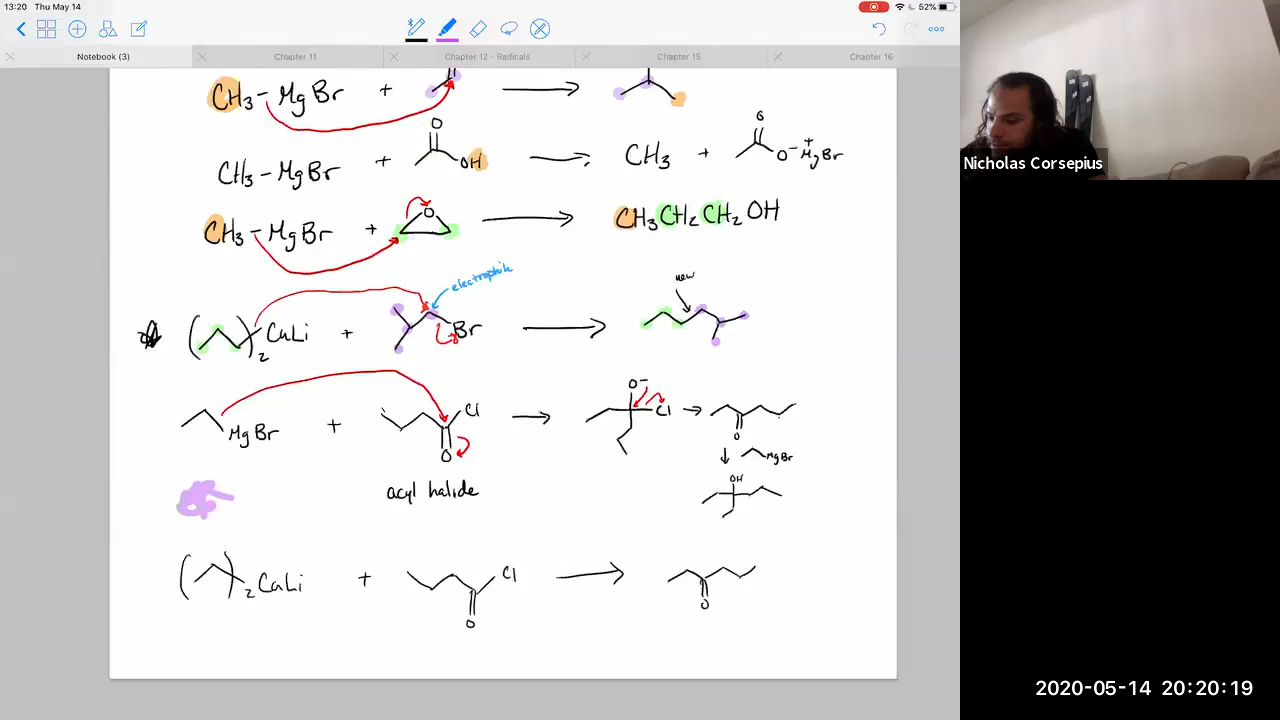 13:20 Thu May 14
52%
Notebook (3) Chapter 11 Chapter 12 - Radicals Chapter 15 Chapter 16
CH3 - MgBr +
CH3 - MgBr + O OH CH3 + O O - + MgBr
CH3 - MgBr + O CH3CH2CH2OH
electrophile
new
( )2 CuLi + Br
MgBr + Cl O O- Cl O
MgBr
acyl halide OH
( )2 CuLi + Cl O O
Nicholas Corsepius
2020-05-14 20:20:19